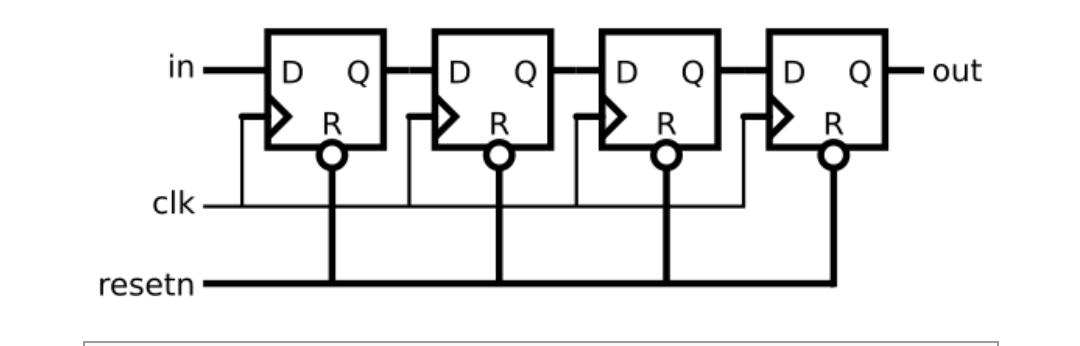 in D Q D Q D Q D Q out
R R R R
clk
resetn